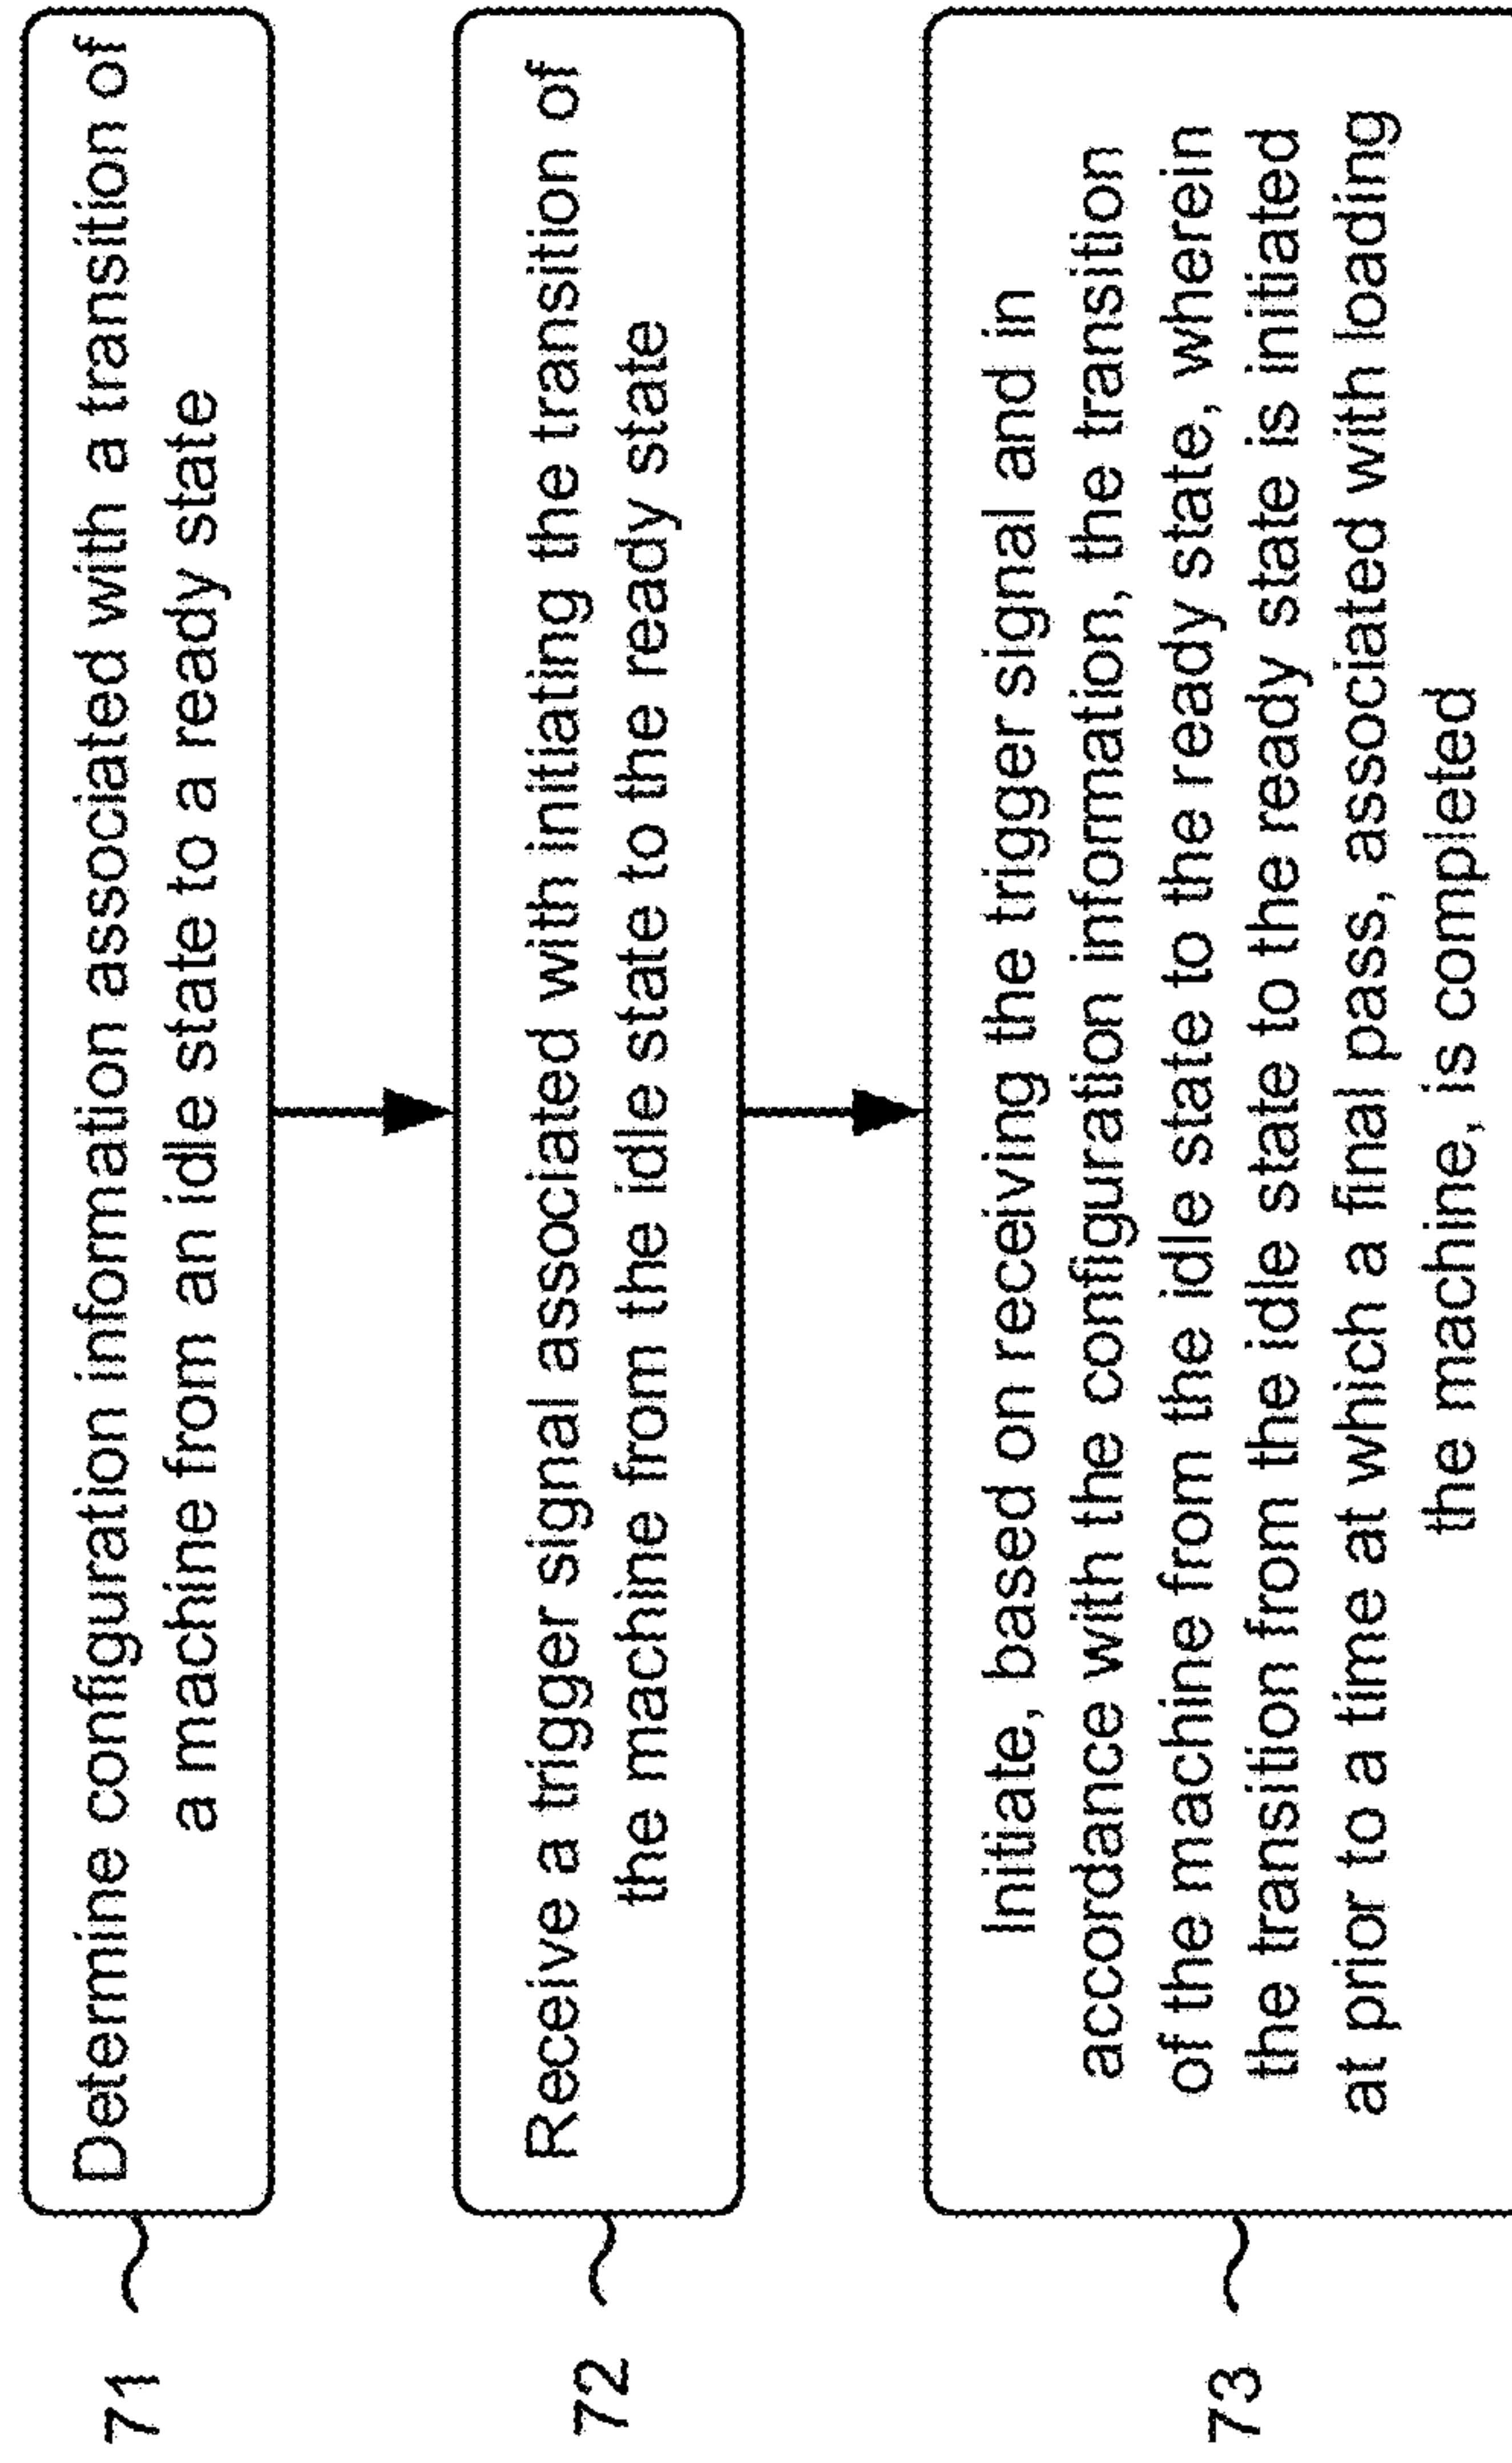 71
Determine configuration information associated with a transition of
a machine from an idle state to a ready state
72
Receive a trigger signal associated with initiating the transition of
the machine from the idle state to the ready state
73
Initiate, based on receiving the trigger signal and in
accordance with the configuration information, the transition
of the machine from the idle state to the ready state, wherein
the transition from the idle state to the ready state is initiated
at prior to a time at which a final pass, associated with loading
the machine, is completed